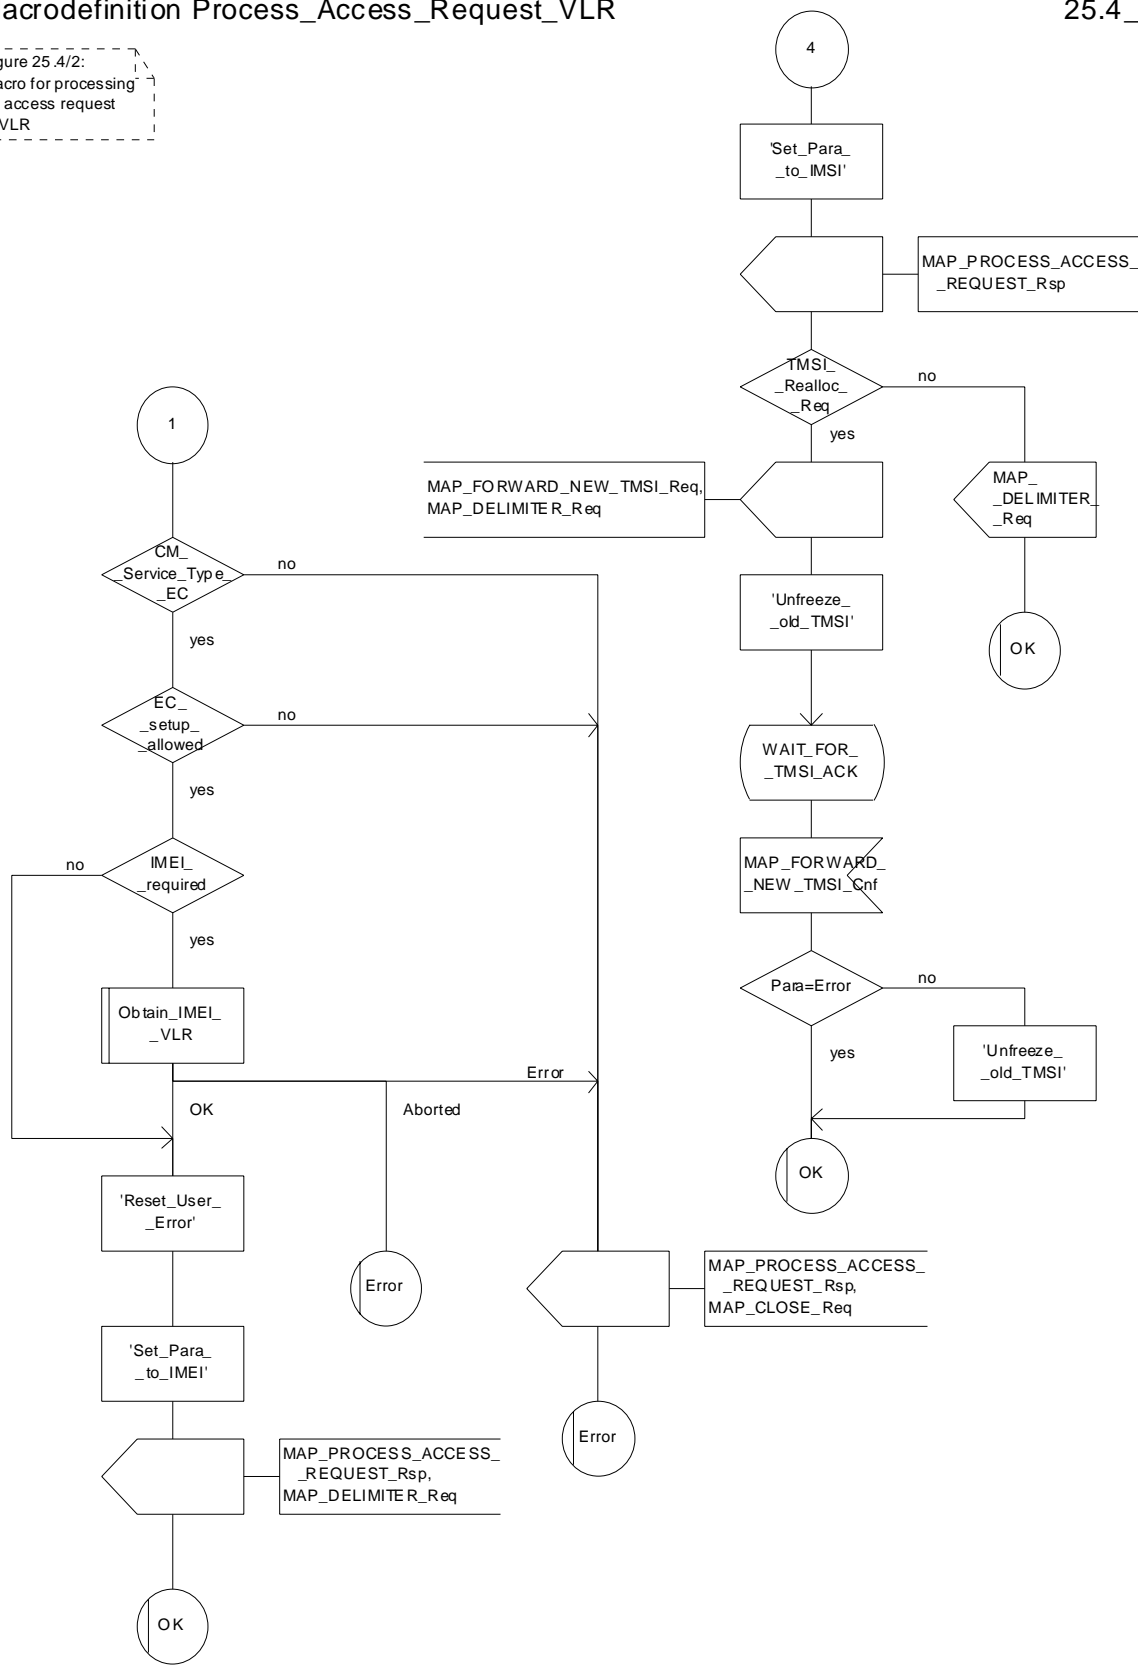 acrodefinition Process_Access_Request_VLR
25.4_
gure 25.4/2:
acro for processing
access request
VLR
4
'Set_Para_
_to_IMSI'
MAP_PROCESS_ACCESS_
_REQUEST_Rsp
TMSI_
_Realloc_
_Req
no
yes
MAP_FORWARD_NEW_TMSI_Req,
MAP_DELIMITER_Req
MAP_
_DELIMITER_
_Req
'Unfreeze_
_old_TMSI'
OK
WAIT_FOR_
_TMSI_ACK
MAP_FORWARD_
_NEW_TMSI_Cnf
Para=Error
no
yes
'Unfreeze_
_old_TMSI'
OK
1
CM_
_Service_Type_
_EC
no
yes
EC_
_setup_
_allowed
no
yes
IMEI_
_required
no
yes
Obtain_IMEI_
_VLR
Error
OK
Aborted
'Reset_User_
_Error'
Error
MAP_PROCESS_ACCESS_
_REQUEST_Rsp,
MAP_CLOSE_Req
'Set_Para_
_to_IMEI'
Error
MAP_PROCESS_ACCESS_
_REQUEST_Rsp,
MAP_DELIMITER_Req
OK